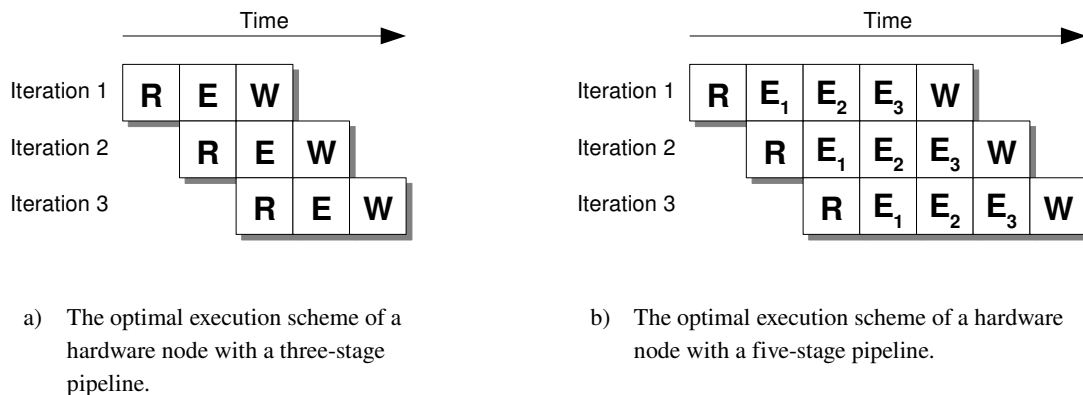 Time
Iteration 1 R E W
Iteration 2 R E W
Iteration 3 R E W
a) The optimal execution scheme of a
hardware node with a three-stage
pipeline.
Time
Iteration 1 R E1 E2 E3 W
Iteration 2 R E1 E2 E3 W
Iteration 3 R E1 E2 E3 W
b) The optimal execution scheme of a hardware
node with a five-stage pipeline.